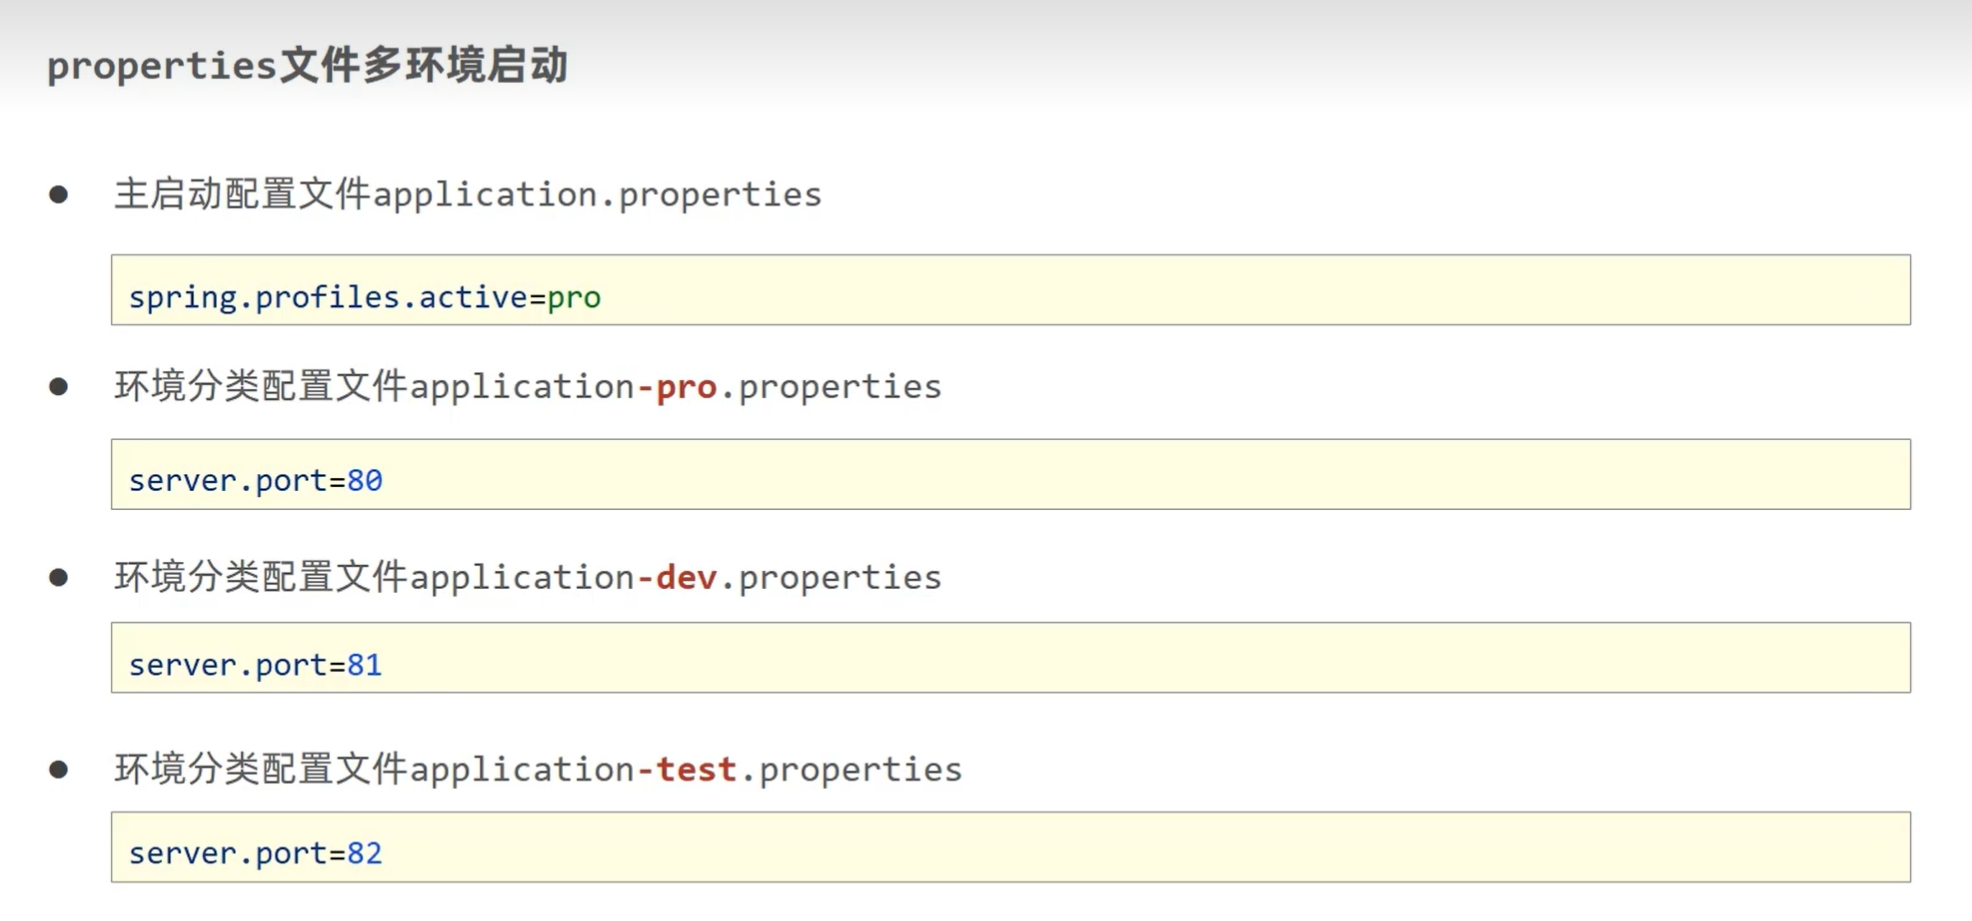 properties文件多环境启动
● 主启动配置文件application.properties
spring.profiles.active=pro
● 环境分类配置文件application-pro.properties
server.port=80
● 环境分类配置文件application-dev.properties
server.port=81
● 环境分类配置文件application-test.properties
server.port=82